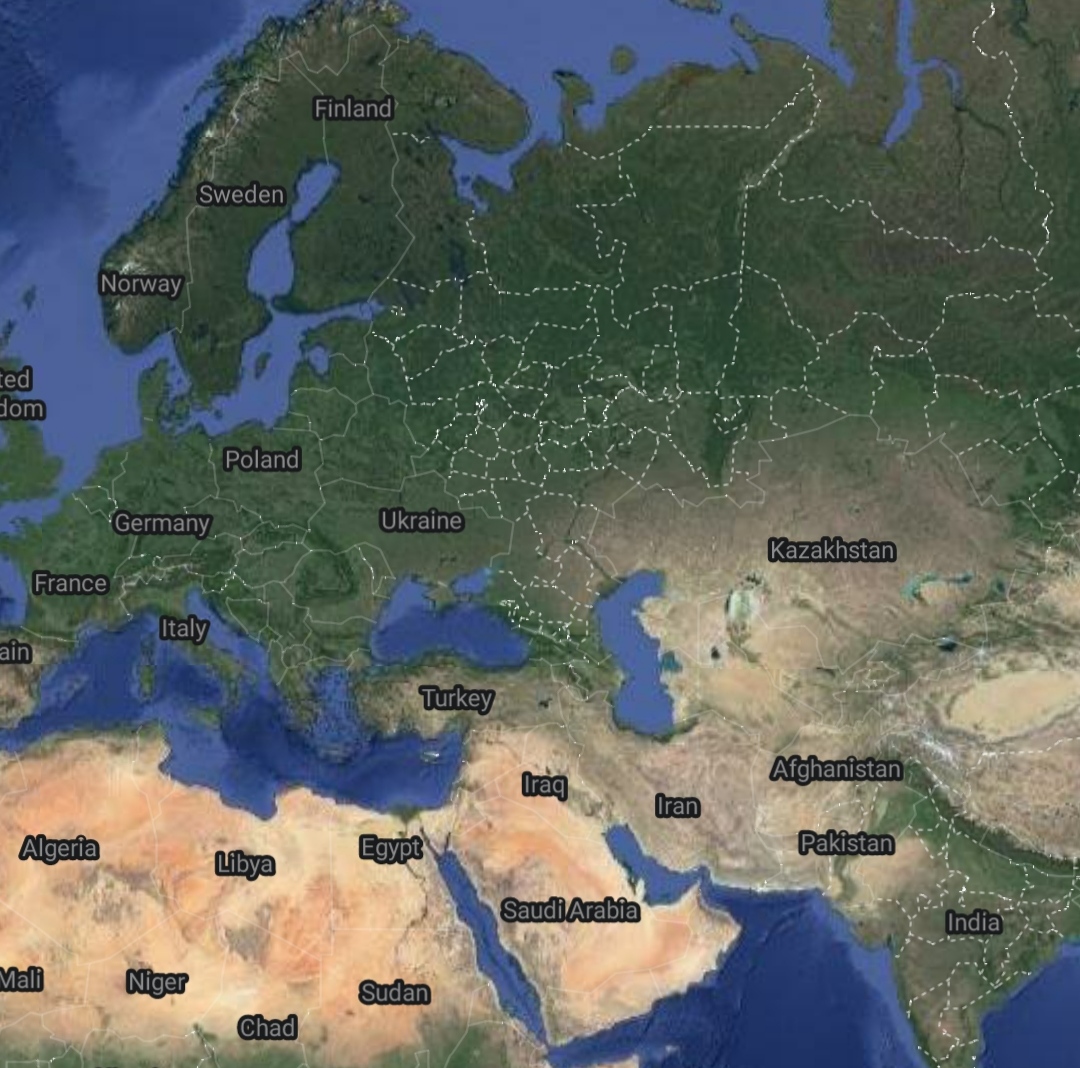 Finland
Sweden
Norway
ted
dom
Poland
Germany
Ukraine
Kazakhstan
France
Italy
ain
Turkey
Afghanistan
Iraq
Iran
Pakistan
Algeria
Libya
Egypt
Saudi Arabia
India
Mali
Niger
Sudan
Chad